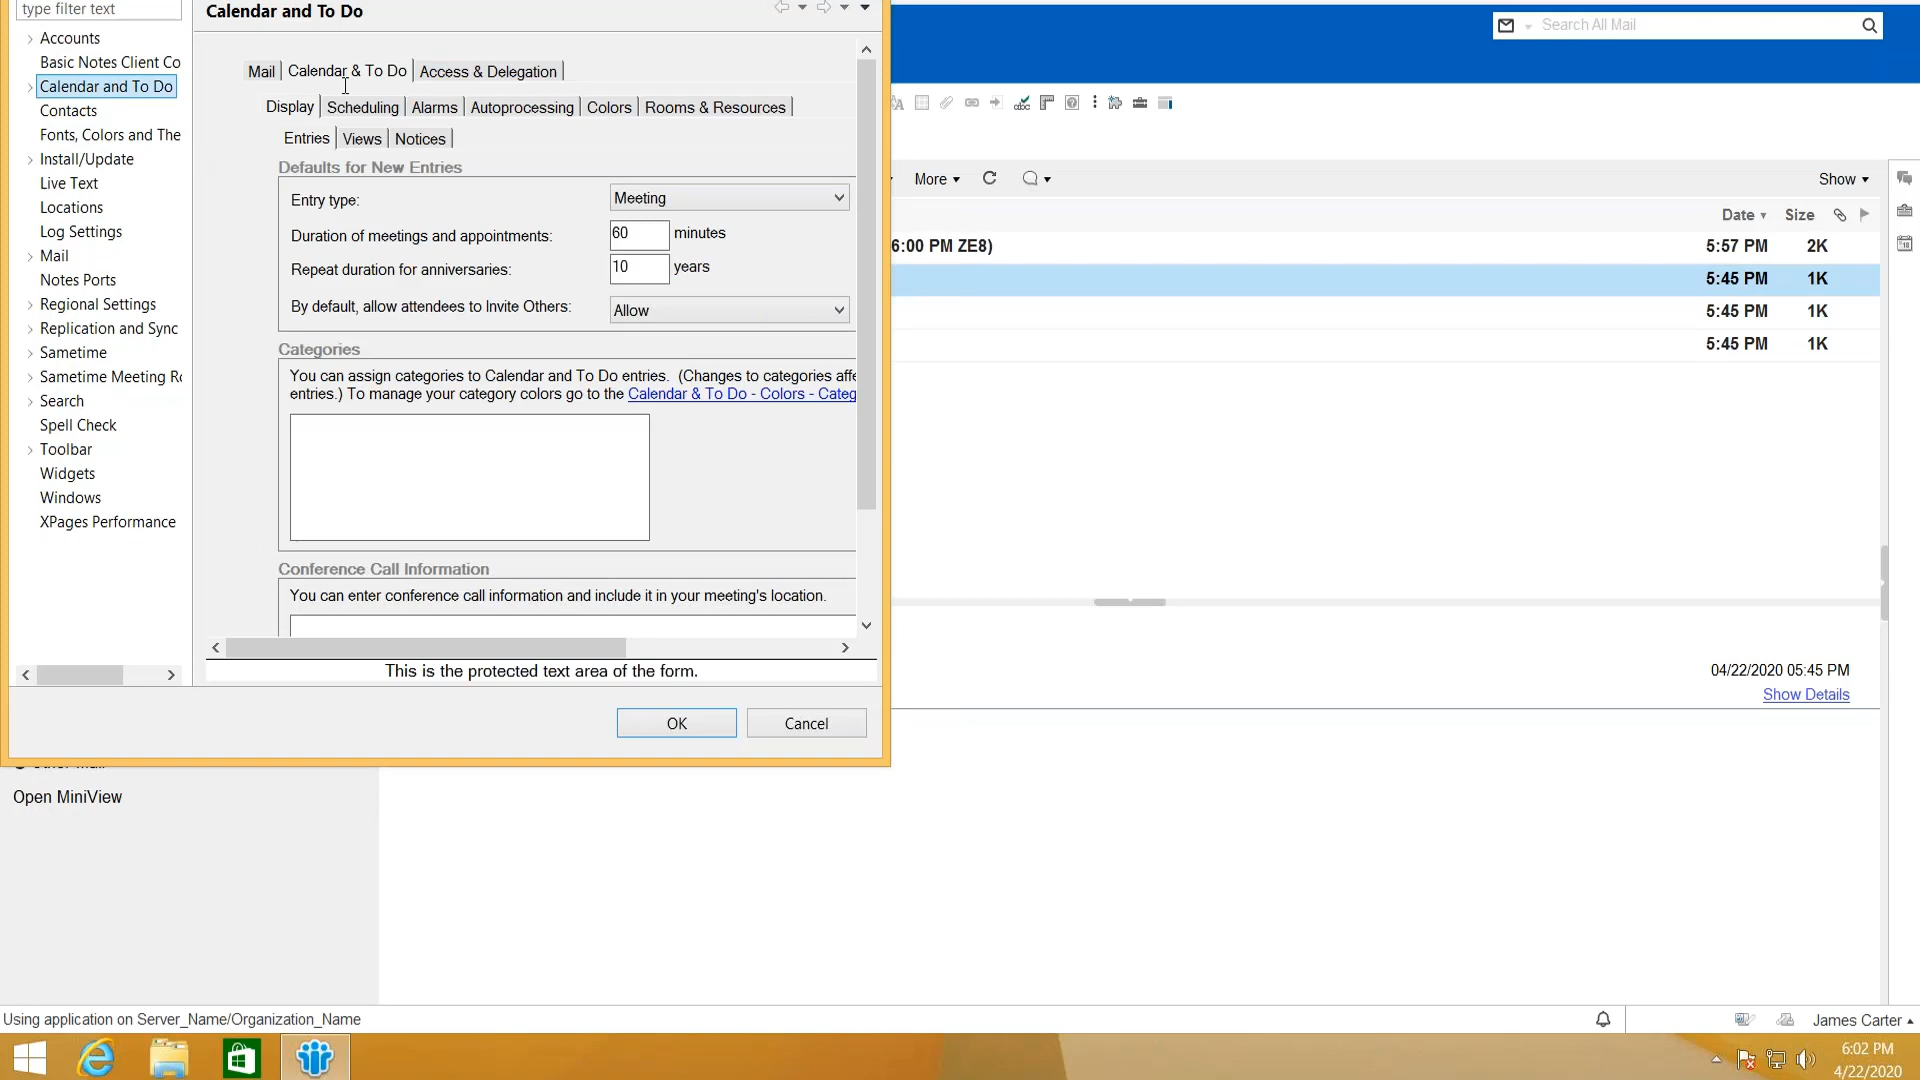 type filter text
Accounts
Basic Notes Client Co
Calendar and To Do
Contacts
Fonts, Colors and The
Install/Update
Live Text
Locations
Log Settings
Mail
Notes Ports
Regional Settings
Replication and Sync
Sametime
Sametime Meeting Ro
Search
Spell Check
Toolbar
Widgets
Windows
XPages Performance
Calendar and To Do
Mail Calendar & To Do Access & Delegation
Display Scheduling Alarms Autoprocessing Colors Rooms & Resources
Entries Views Notices
Defaults for New Entries
Entry type: Meeting
Duration of meetings and appointments: 60 minutes
Repeat duration for anniversaries: 10 years
By default, allow attendees to Invite Others: Allow
Categories
You can assign categories to Calendar and To Do entries. (Changes to categories affe
entries.) To manage your category colors go to the Calendar & To Do - Colors - Categ
Conference Call Information
You can enter conference call information and include it in your meeting's location.
This is the protected text area of the form.
OK Cancel
Search All Mail
More Show
Date Size
6:00 PM ZE8) 5:57 PM 2K
5:45 PM 1K
5:45 PM 1K
5:45 PM 1K
04/22/2020 05:45 PM
Show Details
Open MiniView
Using application on Server_Name/Organization_Name
James Carter
6:02 PM
4/22/2020